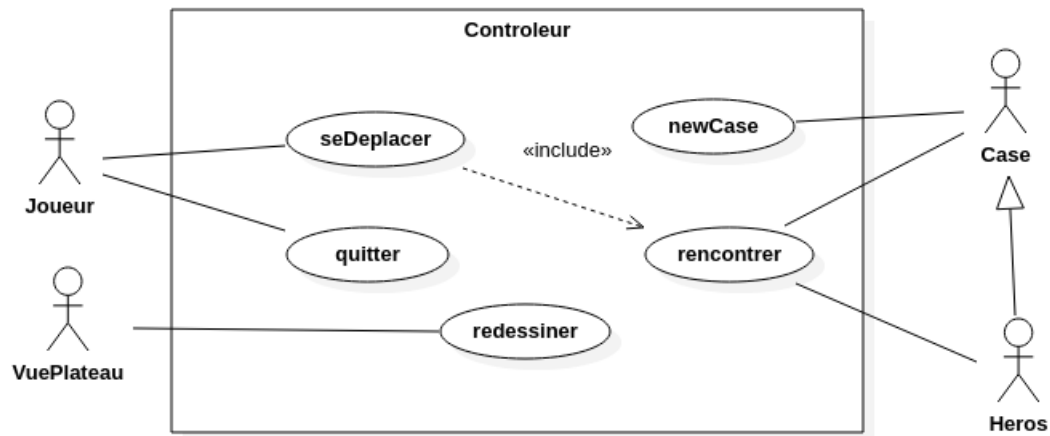 Controleur
seDeplacer
«include»
newCase
Joueur
Case
quitter
rencontrer
VuePlateau
redessiner
Heros